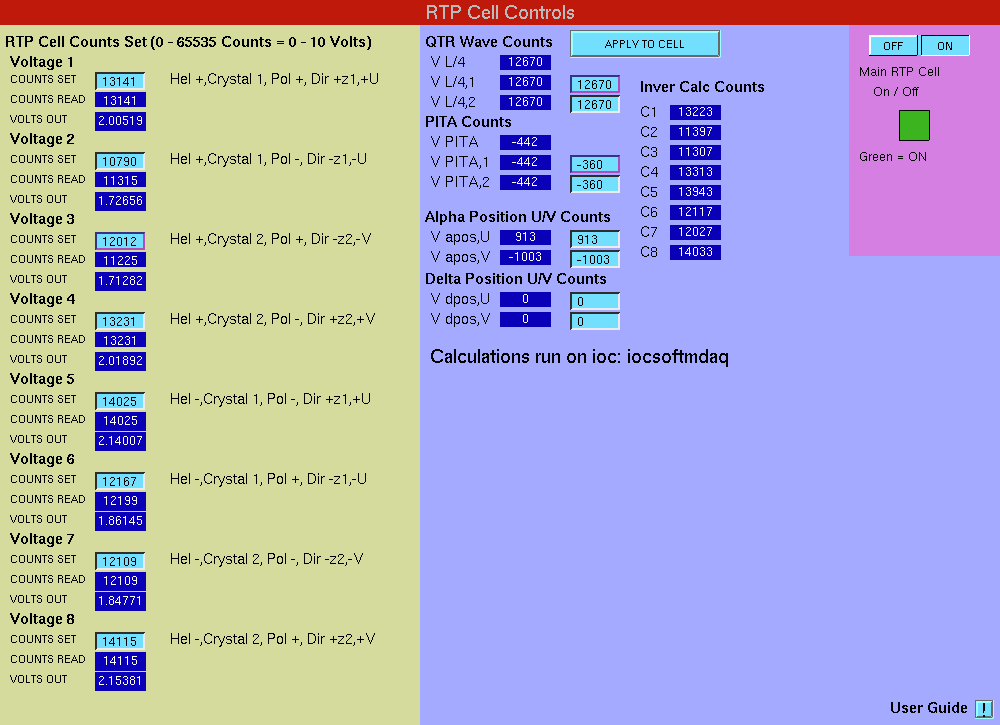 RTP Cell Controls
RTP Cell Counts Set (0 - 65535 Counts = 0 - 10 Volts)
Voltage 1
COUNTS SET 13141 Hel +,Crystal 1, Pol +, Dir +z1,+U
COUNTS READ 13141
VOLTS OUT 2.00519
Voltage 2
COUNTS SET 10790 Hel +,Crystal 1, Pol -, Dir -z1,-U
COUNTS READ 11315
VOLTS OUT 1.72656
Voltage 3
COUNTS SET 12012 Hel +,Crystal 2, Pol +, Dir -z2,-V
COUNTS READ 11225
VOLTS OUT 1.71282
Voltage 4
COUNTS SET 13231 Hel +,Crystal 2, Pol -, Dir +z2,+V
COUNTS READ 13231
VOLTS OUT 2.01892
Voltage 5
COUNTS SET 14025 Hel -,Crystal 1, Pol -, Dir +z1,+U
COUNTS READ 14025
VOLTS OUT 2.14007
Voltage 6
COUNTS SET 12167 Hel -,Crystal 1, Pol +, Dir -z1,-U
COUNTS READ 12199
VOLTS OUT 1.86145
Voltage 7
COUNTS SET 12109 Hel -,Crystal 2, Pol -, Dir -z2,-V
COUNTS READ 12109
VOLTS OUT 1.84771
Voltage 8
COUNTS SET 14115 Hel -,Crystal 2, Pol +, Dir +z2,+V
COUNTS READ 14115
VOLTS OUT 2.15381
QTR Wave Counts APPLY TO CELL
V L/4 12670
V L/4,1 12670 12670
V L/4,2 12670 12670
PITA Counts
V PITA -442
V PITA,1 -442 -360
V PITA,2 -442 -360
Alpha Position U/V Counts
V apos,U 913 913
V apos,V -1003 -1003
Delta Position U/V Counts
V dpos,U 0 0
V dpos,V 0 0
Calculations run on ioc: iocsoftmdaq
Inver Calc Counts
C1 13223
C2 11397
C3 11307
C4 13313
C5 13943
C6 12117
C7 12027
C8 14033
OFF ON
Main RTP Cell
On / Off
Green = ON
User Guide !